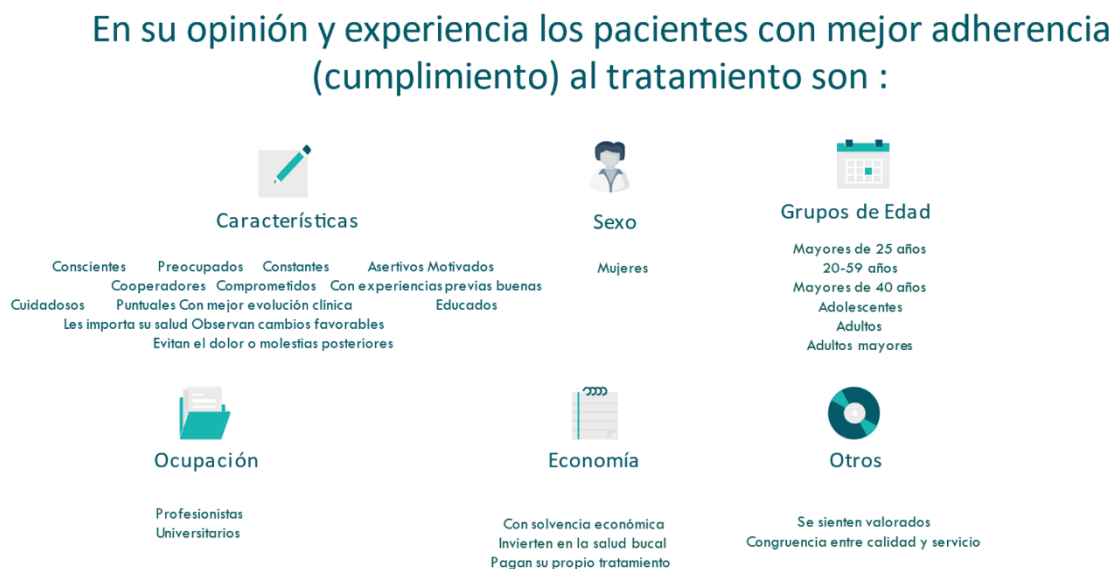 En su opinión y experiencia los pacientes con mejor adherencia
(cumplimiento) al tratamiento son :
Características
Conscientes Preocupados Constantes Asertivos Motivados
Cooperadores Comprometidos Con experiencias previas buenas
Cuidadosos Puntuales Con mejor evolución clínica Educados
Les importa su salud Observan cambios favorables
Evitan el dolor o molestias posteriores
Sexo
Mujeres
Grupos de Edad
Mayores de 25 años
20-59 años
Mayores de 40 años
Adolescentes
Adultos
Adultos mayores
Ocupación
Profesionistas
Universitarios
Economía
Con solvencia económica
Invierten en la salud bucal
Pagan su propio tratamiento
Otros
Se sienten valorados
Congruencia entre calidad y servicio